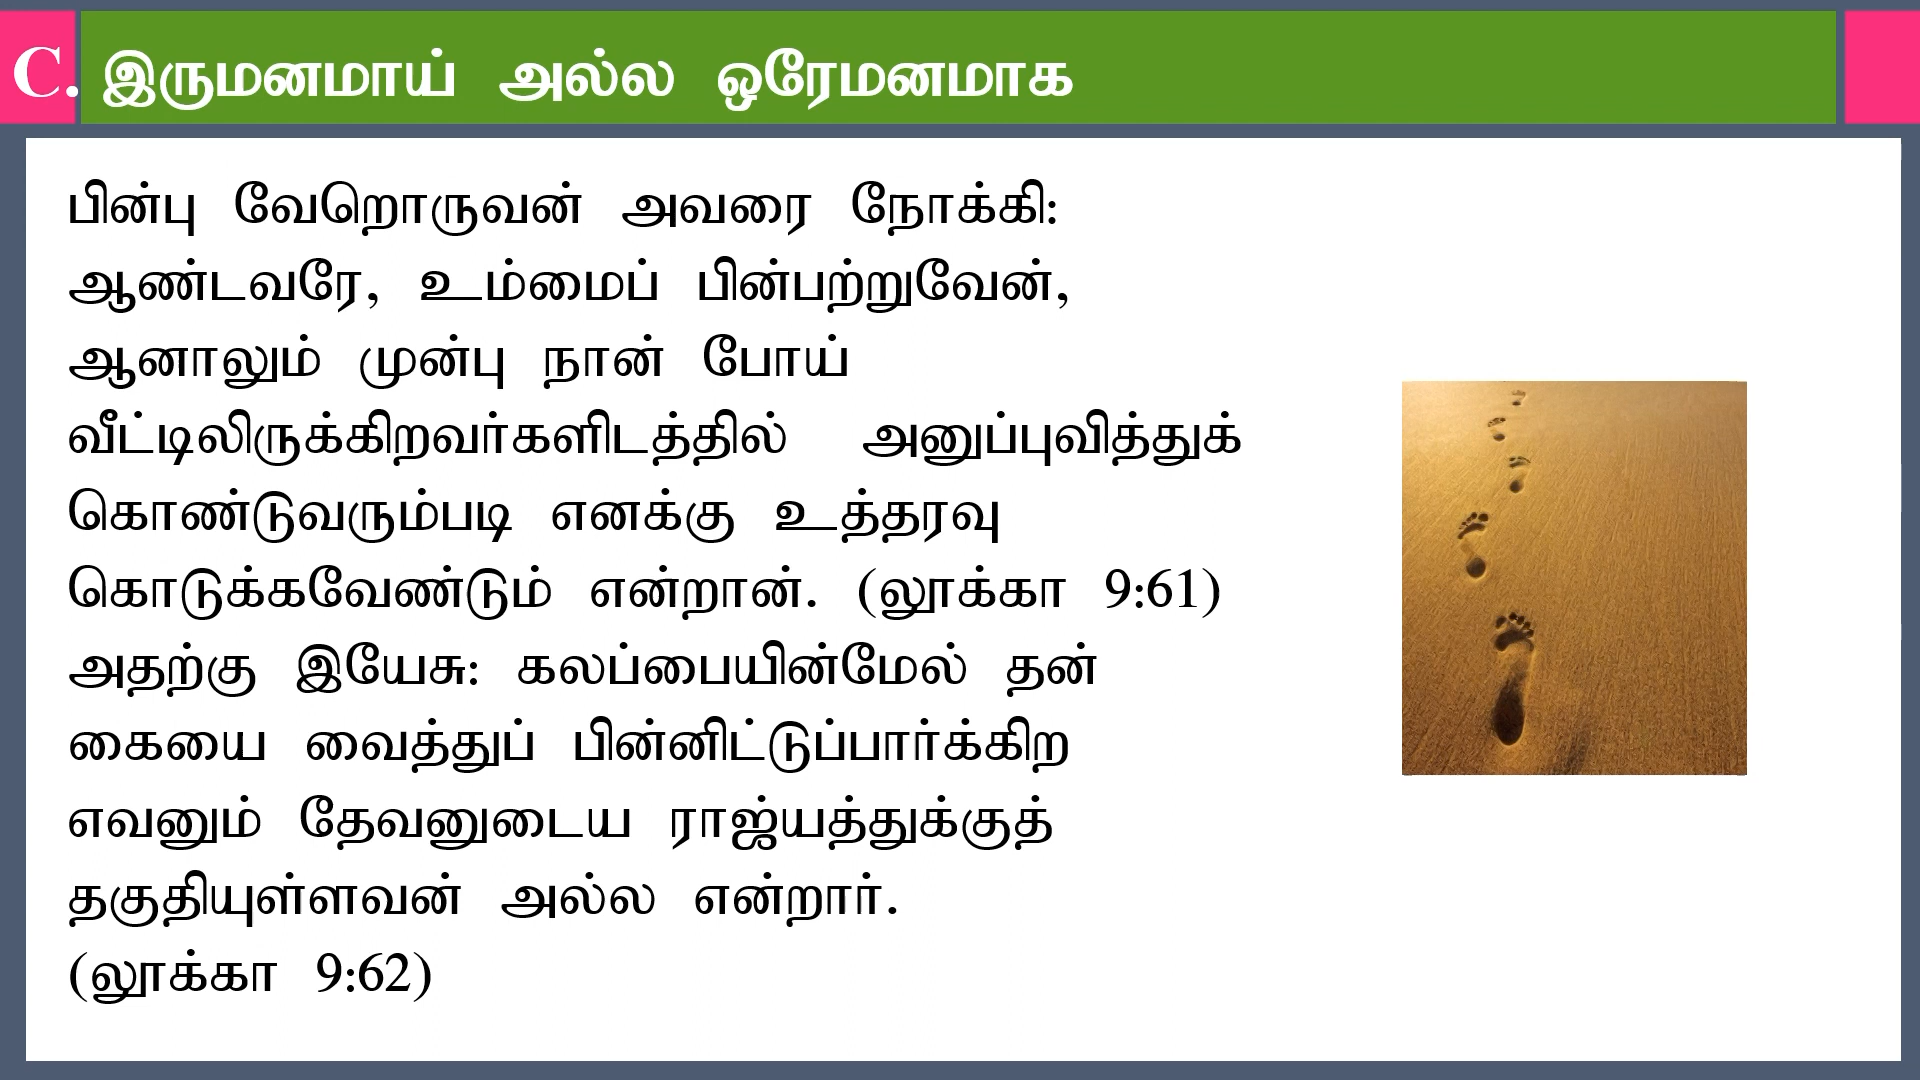 C. இருமனமாய் அல்ல ஒரேமனமாக
பின்பு வேறொருவன் அவரை நோக்கி:
ஆண்டவரே, உம்மைப் பின்பற்றுவேன்,
ஆனாலும் முன்பு நான் போய்
வீட்டிலிருக்கிறவர்களிடத்தில் அனுப்புவித்துக்
கொண்டுவரும்படி எனக்கு உத்தரவு
கொடுக்கவேண்டும் என்றான். (லூக்கா 9:61)
அதற்கு இயேசு: கலப்பையின்மேல் தன்
கையை வைத்துப் பின்னிட்டுப்பார்க்கிற
எவனும் தேவனுடைய ராஜ்யத்துக்குத்
தகுதியுள்ளவன் அல்ல என்றார்.
(லூக்கா 9:62)